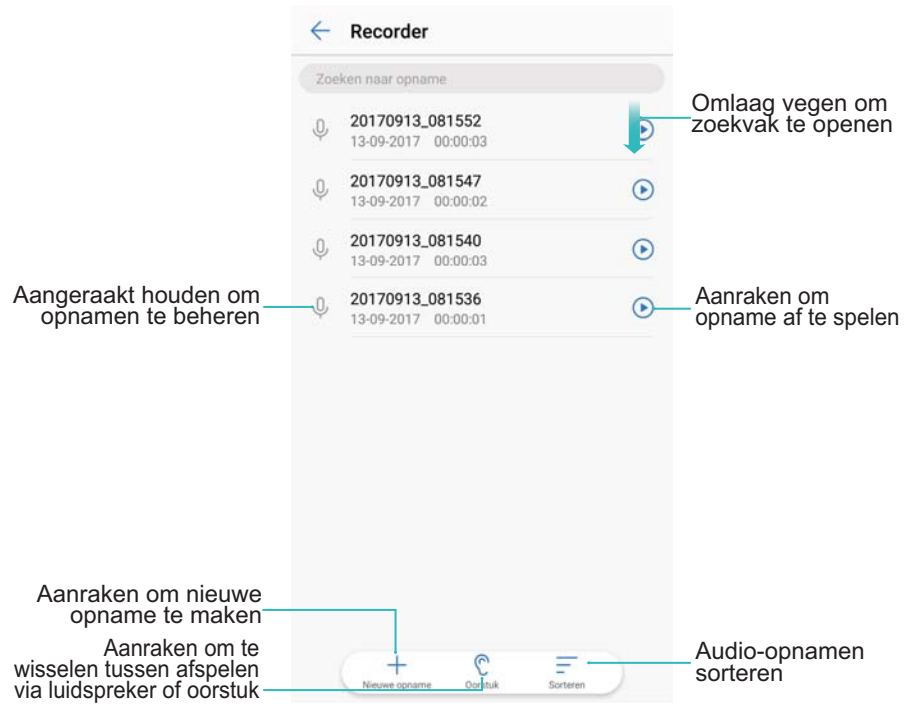 Recorder
Zoeken naar opname
Omlaag vegen om
zoekvak te openen
20170913_081552
13-09-2017 00:00:03
20170913_081547
13-09-2017 00:00:02
20170913_081540
13-09-2017 00:00:03
Aangeraakt houden om
opnamen te beheren
20170913_081536
13-09-2017 00:00:01
Aanraken om
opname af te spelen
Aanraken om nieuwe
opname te maken
Aanraken om te
wisselen tussen afspelen
via luidspreker of oorstuk
Nieuwe opname
Oorstuk
Sorteren
Audio-opnamen
sorteren